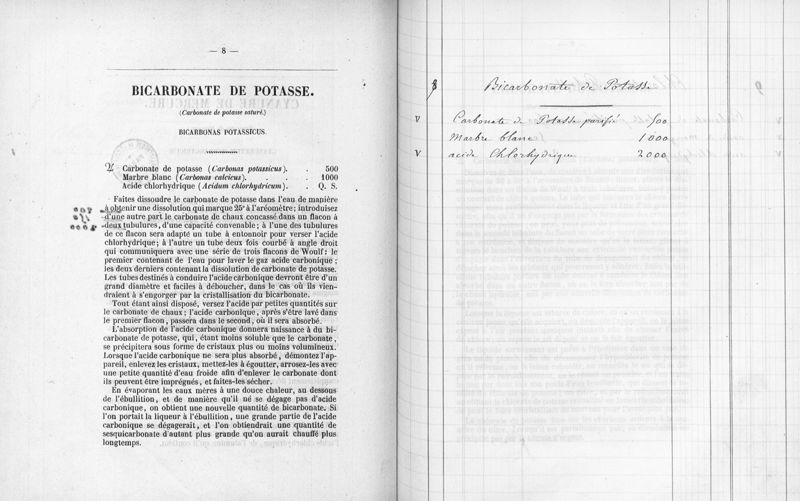 — 8 —
BICARBONATE DE POTASSE.
(Carbonate de potasse saturé.)
BICARBONAS POTASSICUS.
Carbonate de potasse (Carbonas potassicus). . 500
Marbre blanc (Carbonas calcicus). . . . 1000
Acide chlorhydrique (Acidum chlorhydricum). . Q. S.
Faites dissoudre le carbonate de potasse dans l'eau de manière
à obtenir une dissolution qui marque 25° à l'aréomètre; introduisez
d'une autre part le carbonate de chaux concassé dans un flacon à
deux tubulures, d'une capacité convenable; à l'une des tubulures
de ce flacon sera adapté un tube à entonnoir pour verser l'acide
chlorhydrique; à l'autre un tube deux fois courbé à angle droit
qui communiquera avec une série de trois flacons de Woulf: le
premier contenant de l'eau pour laver le gaz acide carbonique;
les deux derniers contenant la dissolution de carbonate de potasse.
Les tubes destinés à conduire l'acide carbonique devront être d'un
grand diamètre et faciles à déboucher, dans le cas où ils vien-
draient à s'engorger par la cristallisation du bicarbonate.
Tout étant ainsi disposé, versez l'acide par petites quantités sur
le carbonate de chaux; l'acide carbonique, après s'être lavé dans
le premier flacon, passera dans le second, où il sera absorbé.
L'absorption de l'acide carbonique donnera naissance à du bi-
carbonate de potasse, qui, étant moins soluble que le carbonate,
se précipitera sous forme de cristaux plus ou moins volumineux.
Lorsque l'acide carbonique ne sera plus absorbé, démontez l'ap-
pareil, enlevez les cristaux, mettez-les à égoutter, arrosez-les avec
une petite quantité d'eau froide afin d'enlever le carbonate dont
ils peuvent être imprégnés, et faites-les sécher.
En évaporant les eaux mères à une douce chaleur, au dessous
de l'ébullition, et de manière qu'il ne se dégage pas d'acide
carbonique, on obtient une nouvelle quantité de bicarbonate. Si
l'on portait la liqueur à l'ébullition, une grande partie de l'acide
carbonique se dégagerait, et l'on obtiendrait une quantité de
sesquicarbonate d'autant plus grande qu'on aurait chauffé plus
longtemps.
8 Bicarbonate de Potasse
v Carbonate de Potasse purifié 500
Marbre blanc 1000
v acide Chlorhydrique 2000